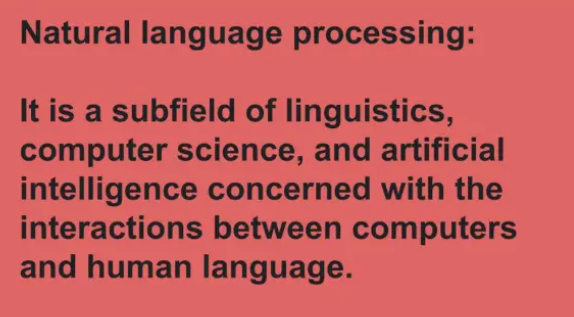 Natural language processing:
It is a subfield of linguistics,
computer science, and artificial
intelligence concerned with the
interactions between computers
and human language.